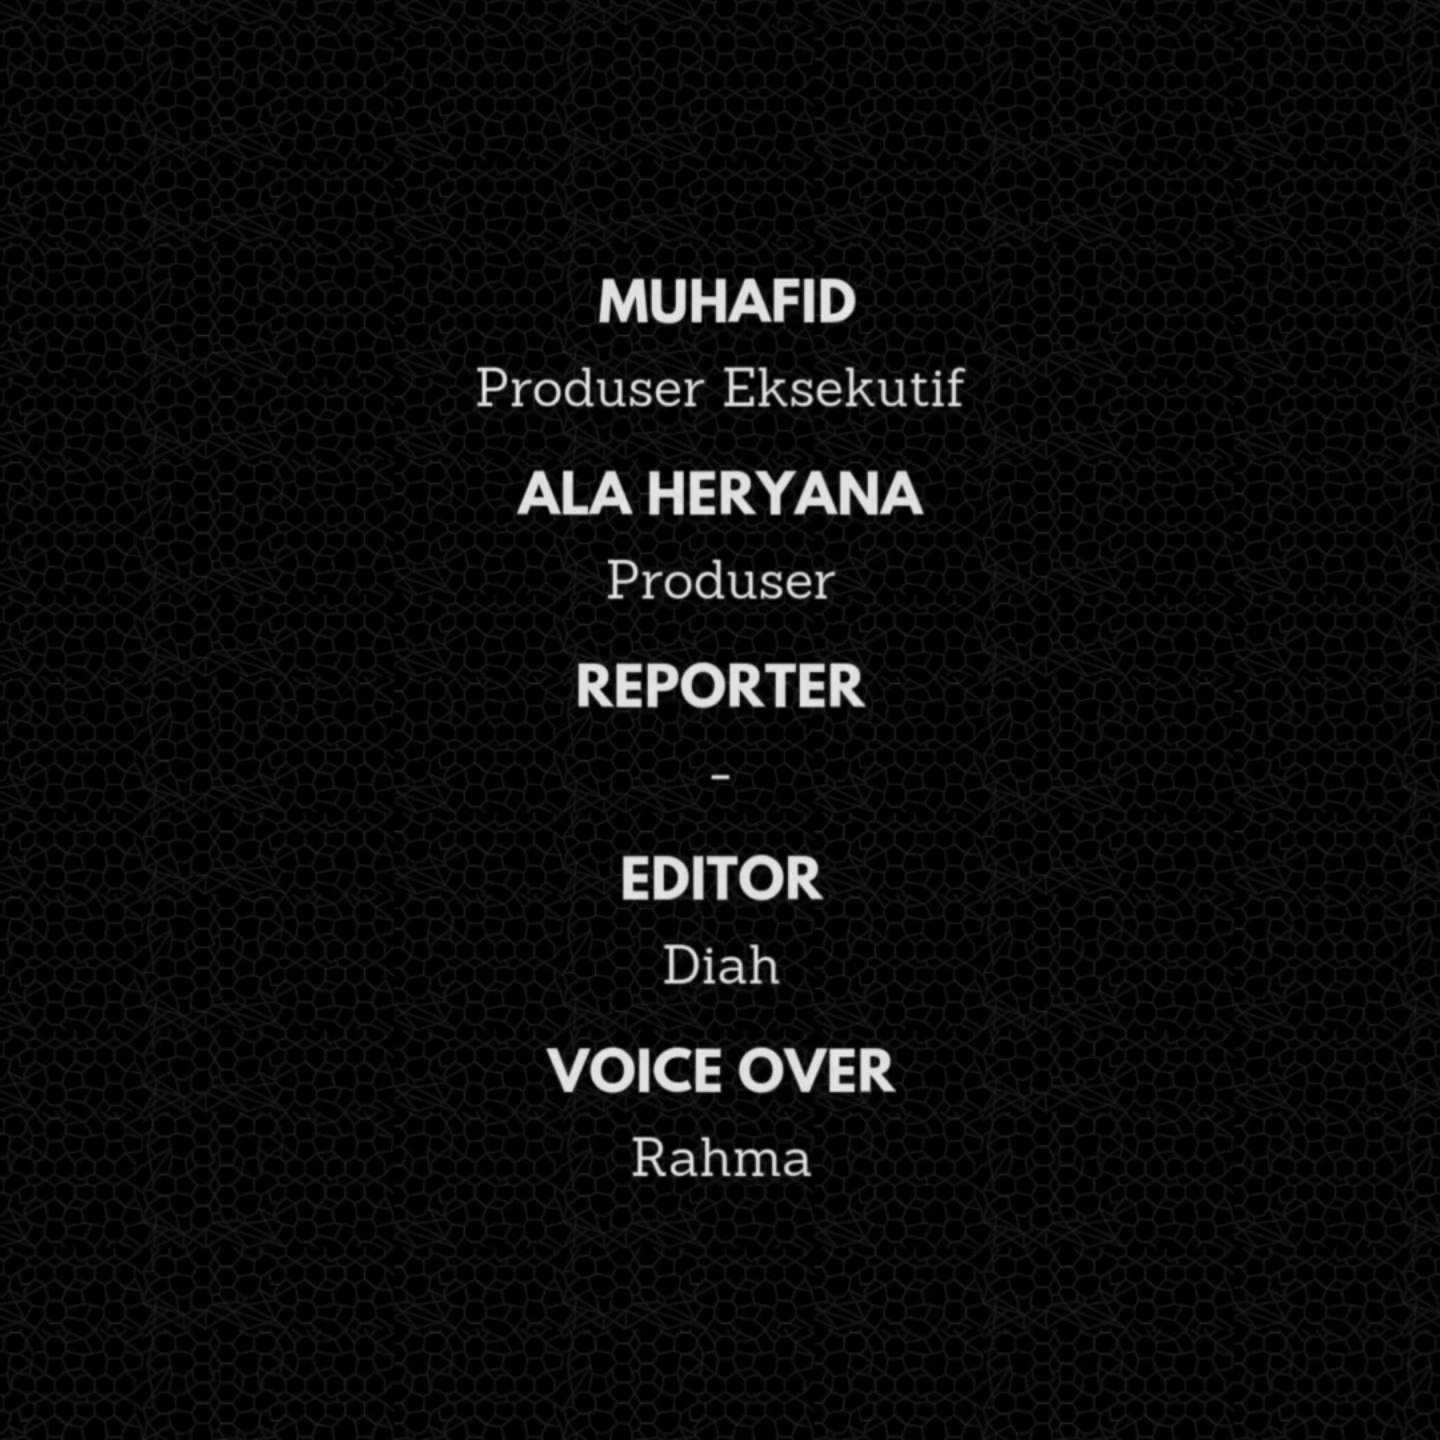 MUHAFID
Produser Eksekutif
ALA HERYANA
Produser
REPORTER
-
EDITOR
Diah
VOICE OVER
Rahma